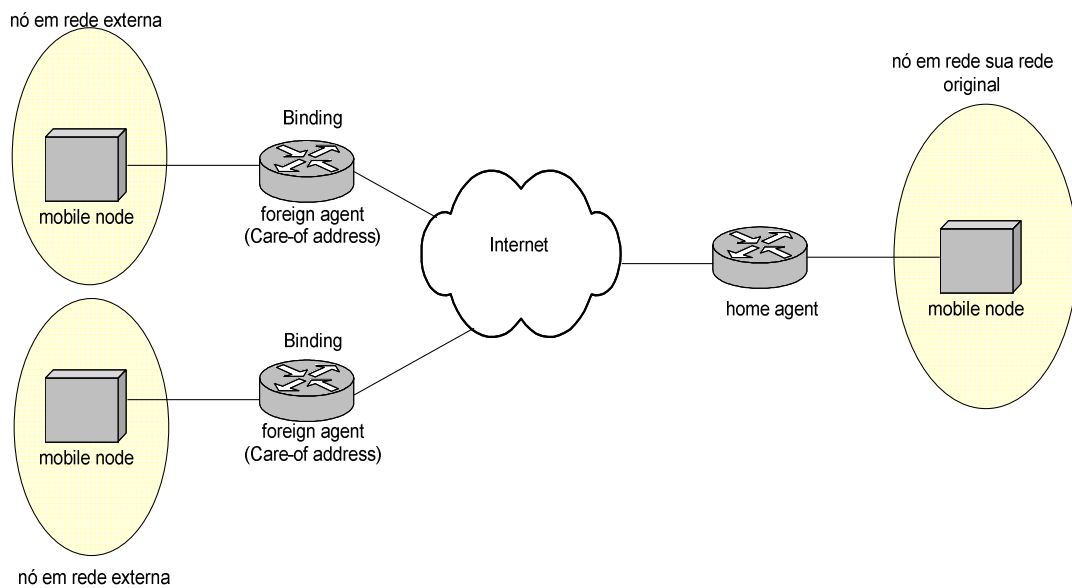 nó em rede externa
mobile node
Binding
foreign agent
(Care-of address)
Internet
home agent
nó em rede sua rede
original
mobile node
Binding
foreign agent
(Care-of address)
mobile node
nó em rede externa